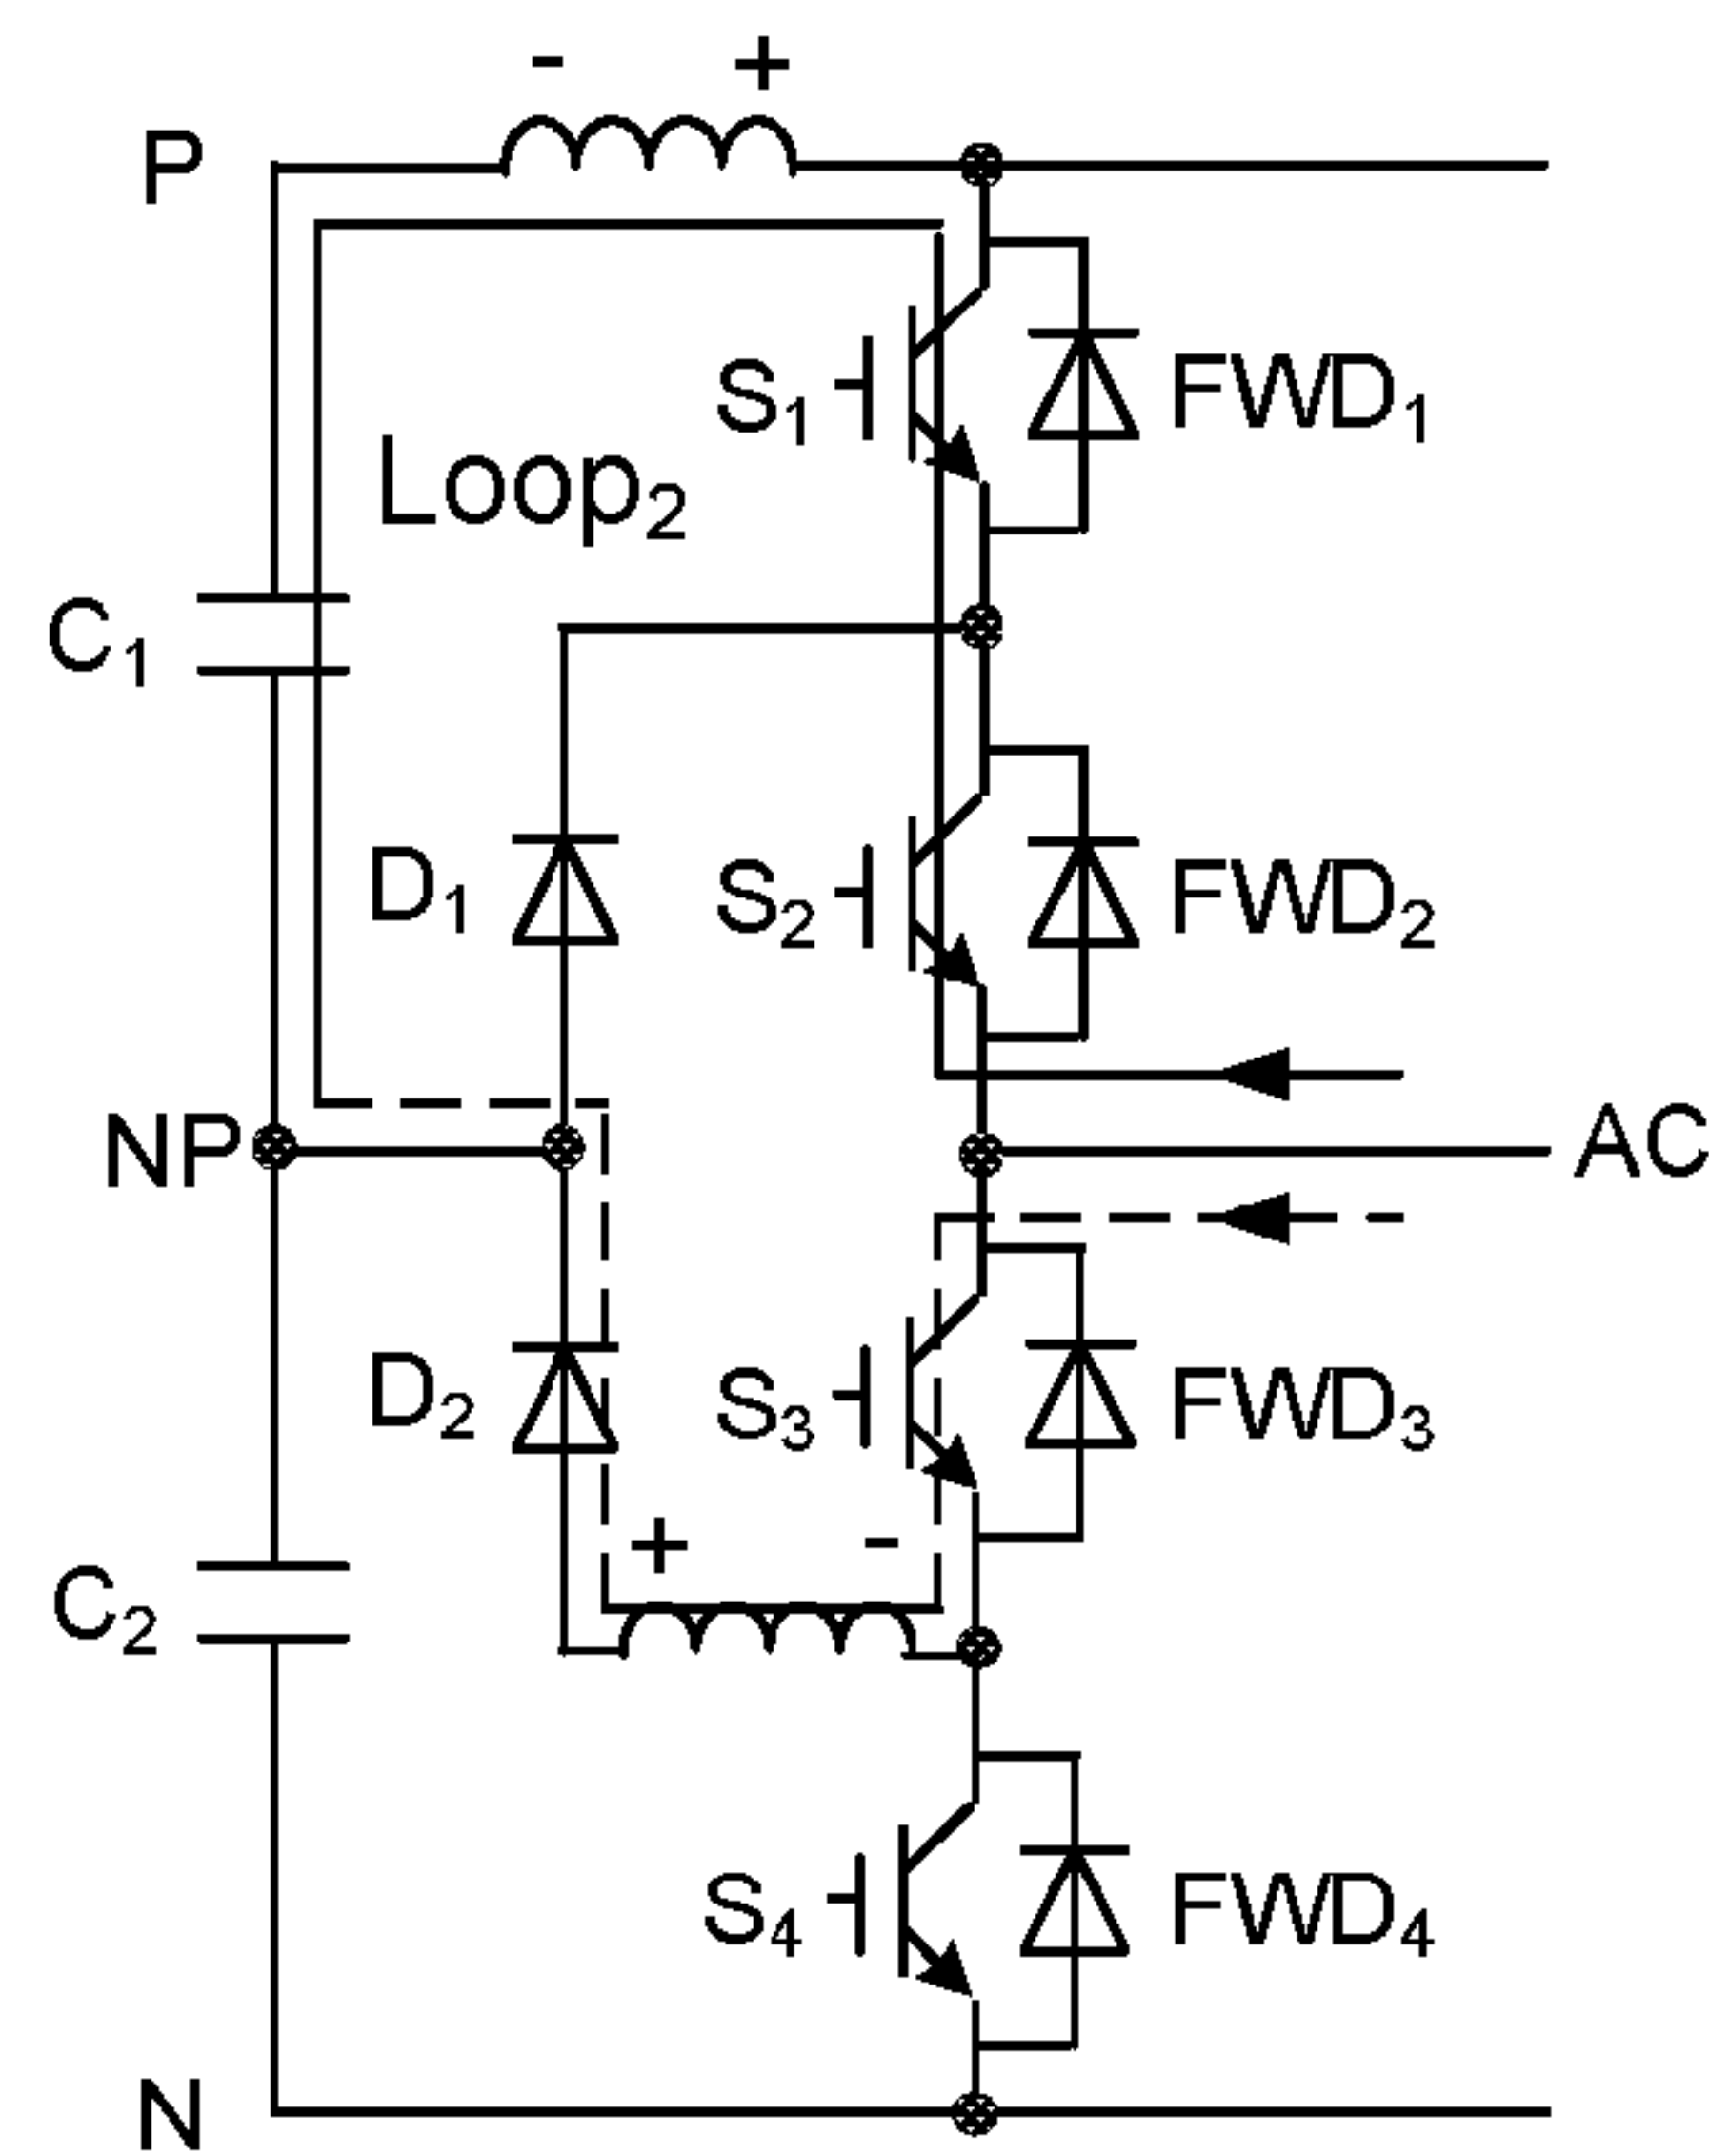 - +
P
S1 FWD1
Loop2
C1
D1 S2 FWD2
NP AC
D2 S3 FWD3
+ -
C2
S4 FWD4
N